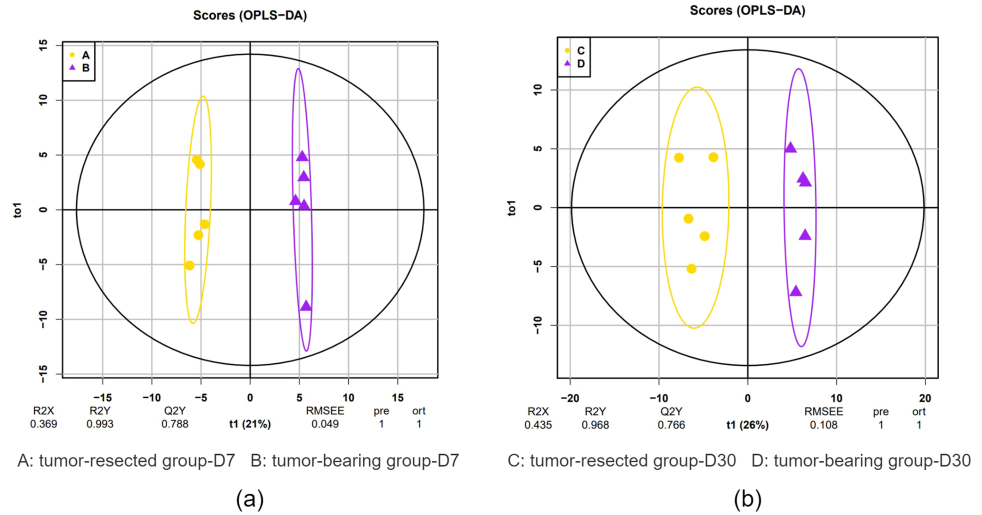 Scores (OPLS−DA)
A
B
15
10
5
0
−5
−10
−15
to1
−15 −10 −5 0 5 10 15
R2X R2Y Q2Y RMSEE pre ort
0.369 0.993 0.788 t1 (21%) 0.049 1 1
A: tumor-resected group-D7 B: tumor-bearing group-D7
(a)
Scores (OPLS−DA)
C
D
10
5
0
−5
−10
to1
−20 −10 0 10 20
R2X R2Y Q2Y RMSEE pre ort
0.435 0.968 0.766 t1 (26%) 0.108 1 1
C: tumor-resected group-D30 D: tumor-bearing group-D30
(b)